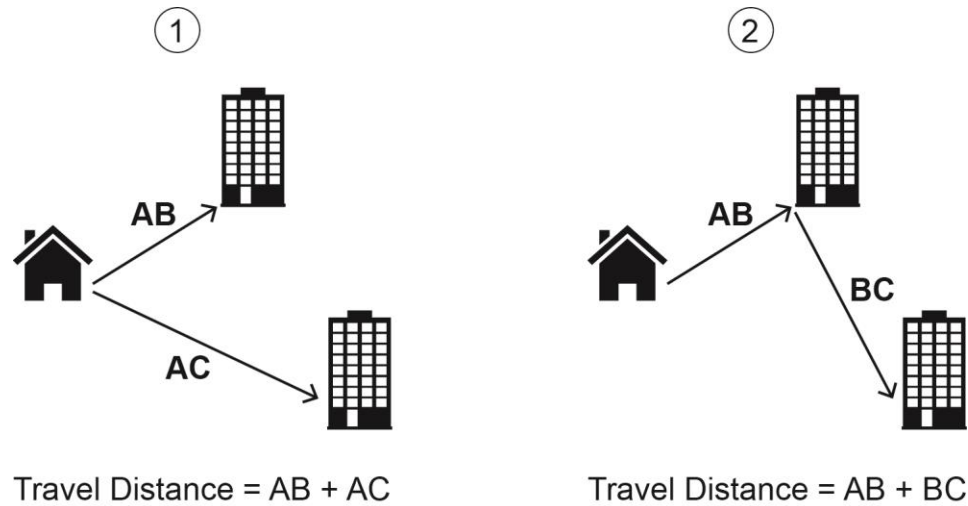 1
2
AB
AC
AB
BC
Travel Distance = AB + AC
Travel Distance = AB + BC